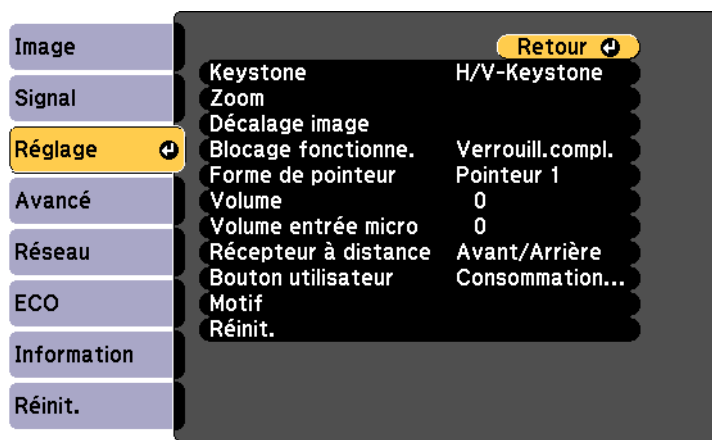 Image
Signal
Réglage
Avancé
Réseau
ECO
Information
Réinit.
Retour
Keystone H/V-Keystone
Zoom
Décalage image
Blocage fonctionne. Verrouill.compl.
Forme de pointeur Pointeur 1
Volume 0
Volume entrée micro 0
Récepteur à distance Avant/Arrière
Bouton utilisateur Consommation...
Motif
Réinit.